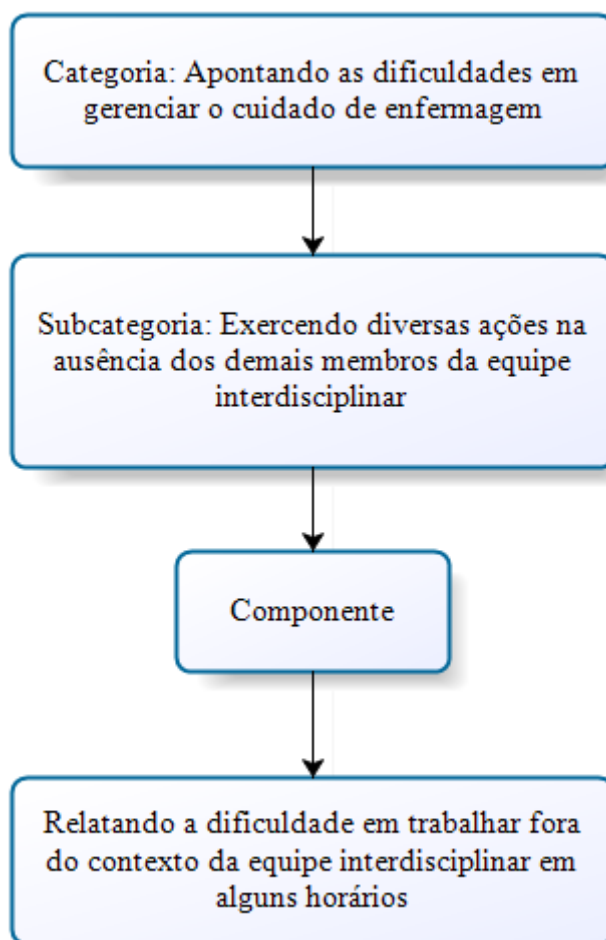 Categoria: Apontando as dificuldades em
gerenciar o cuidado de enfermagem
Subcategoria: Exercendo diversas ações na
ausência dos demais membros da equipe
interdisciplinar
Componente
Relatando a dificuldade em trabalhar fora
do contexto da equipe interdisciplinar em
alguns horários